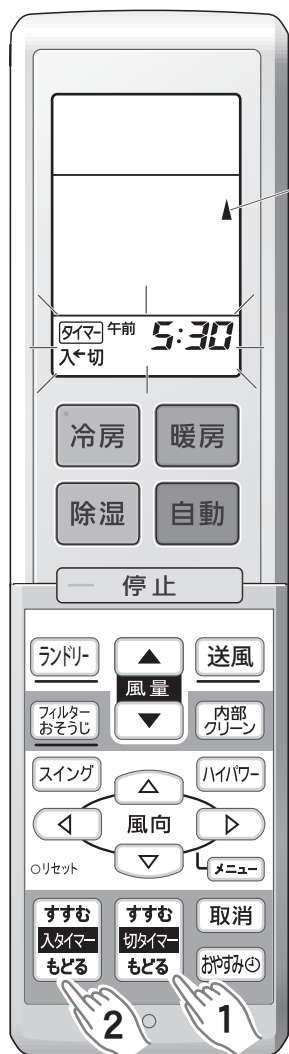 タイマー 午前 5:30
入←切
冷房 暖房
除湿 自動
停止
ランドリー ▲ 送風
風量
フィルター
おそうじ ▼ 内部
クリーン
スイング △ ハイパワー
◁ 風向 ▷
○リセット ▽ メニュー
すすむ すすむ 取消
入タイマー 切タイマー
もどる もどる おやすみ
2 1